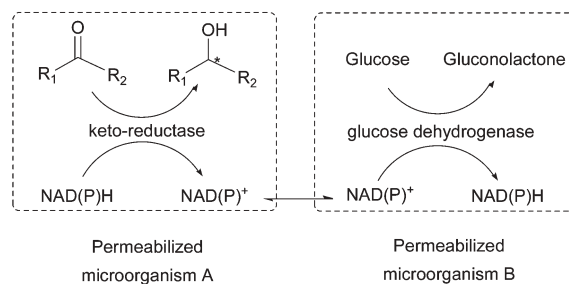 O
OH
R1
R2
R1
*
R2
Glucose
Gluconolactone
keto-reductase
glucose dehydrogenase
NAD(P)H
NAD(P)+
NAD(P)+
NAD(P)H
Permeabilized
microorganism A
Permeabilized
microorganism B